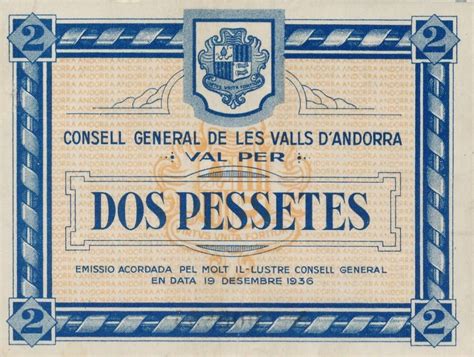 2 2
CONSELL GENERAL DE LES VALLS D'ANDORRA
VAL PER
DOS PESSETES
EMISSIO ACORDADA PEL MOLT IL-LUSTRE CONSELL GENERAL
EN DATA 19 DESEMBRE 1936
2 2